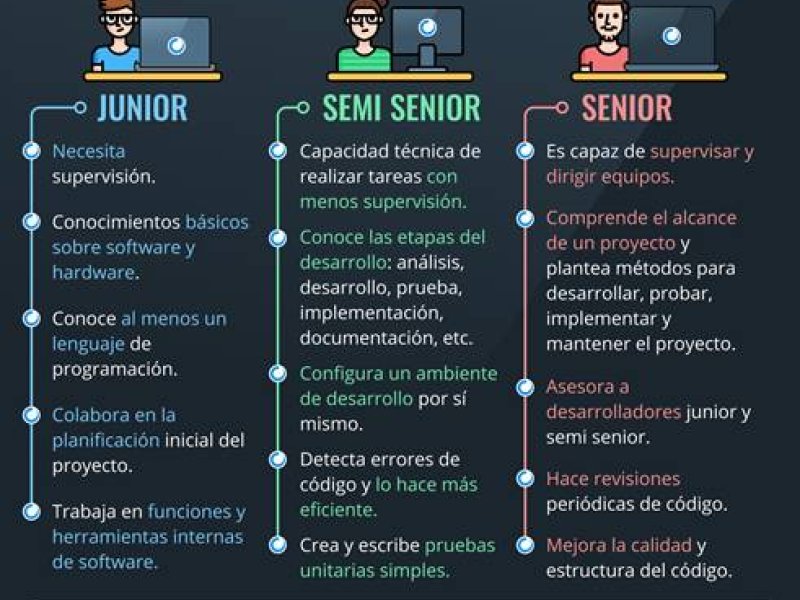 JUNIOR
Necesita
supervisión.
Conocimientos básicos
sobre software y
hardware.
Conoce al menos un
lenguaje de
programación.
Colabora en la
planificación inicial del
proyecto.
Trabaja en funciones y
herramientas internas
de software.
SEMI SENIOR
Capacidad técnica de
realizar tareas con
menos supervisión.
Conoce las etapas del
desarrollo: análisis,
desarrollo, prueba,
implementación,
documentación, etc.
Configura un ambiente
de desarrollo por sí
mismo.
Detecta errores de
código y lo hace más
eficiente.
Crea y escribe pruebas
unitarias simples.
SENIOR
Es capaz de supervisar y
dirigir equipos.
Comprende el alcance
de un proyecto y
plantea métodos para
desarrollar, probar,
implementar y
mantener el proyecto.
Asesora a
desarrolladores junior y
semi senior.
Hace revisiones
periódicas de código.
Mejora la calidad y
estructura del código.